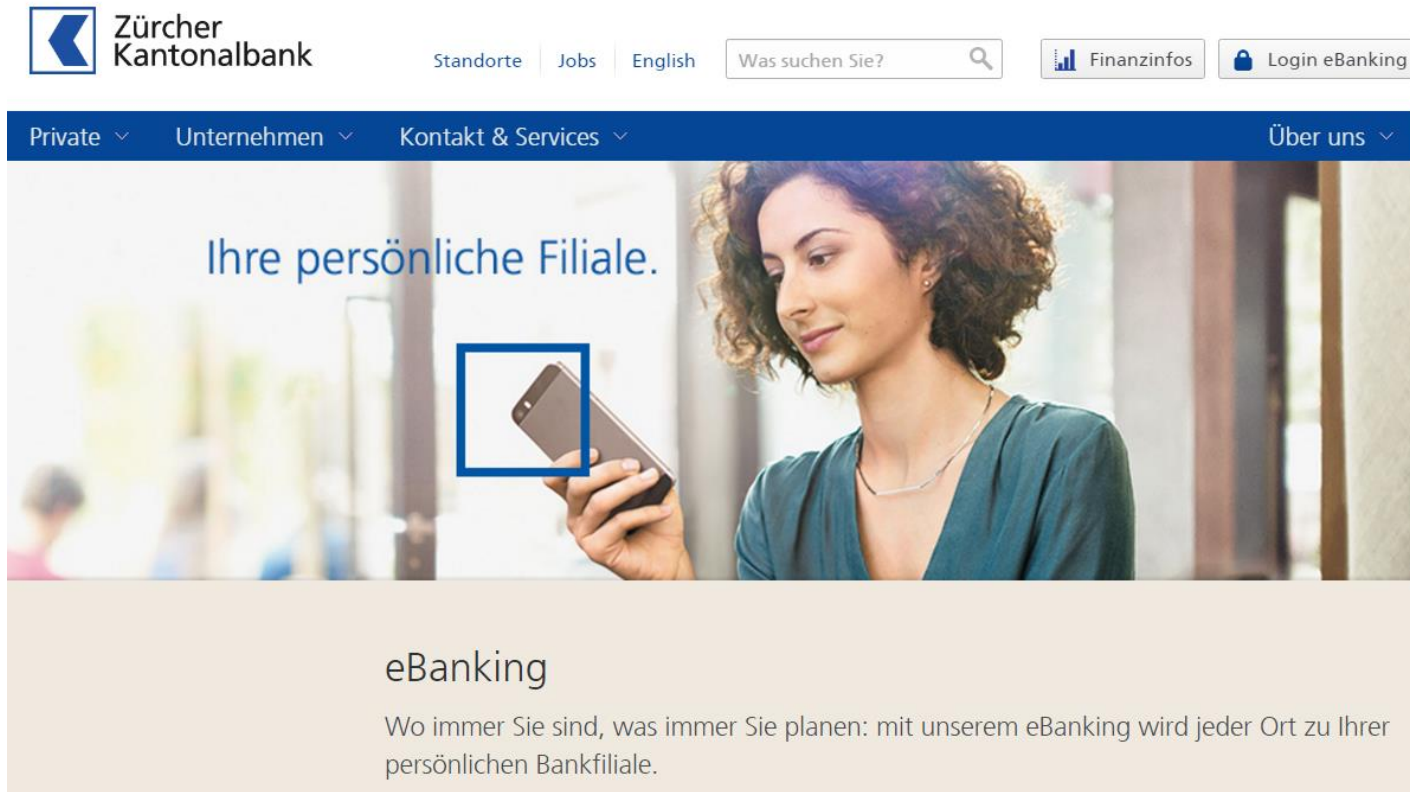 Zürcher
Kantonalbank
Standorte Jobs English Was suchen Sie? Finanzinfos Login eBanking
Private Unternehmen Kontakt & Services Über uns
Ihre persönliche Filiale.
eBanking
Wo immer Sie sind, was immer Sie planen: mit unserem eBanking wird jeder Ort zu Ihrer
persönlichen Bankfiliale.